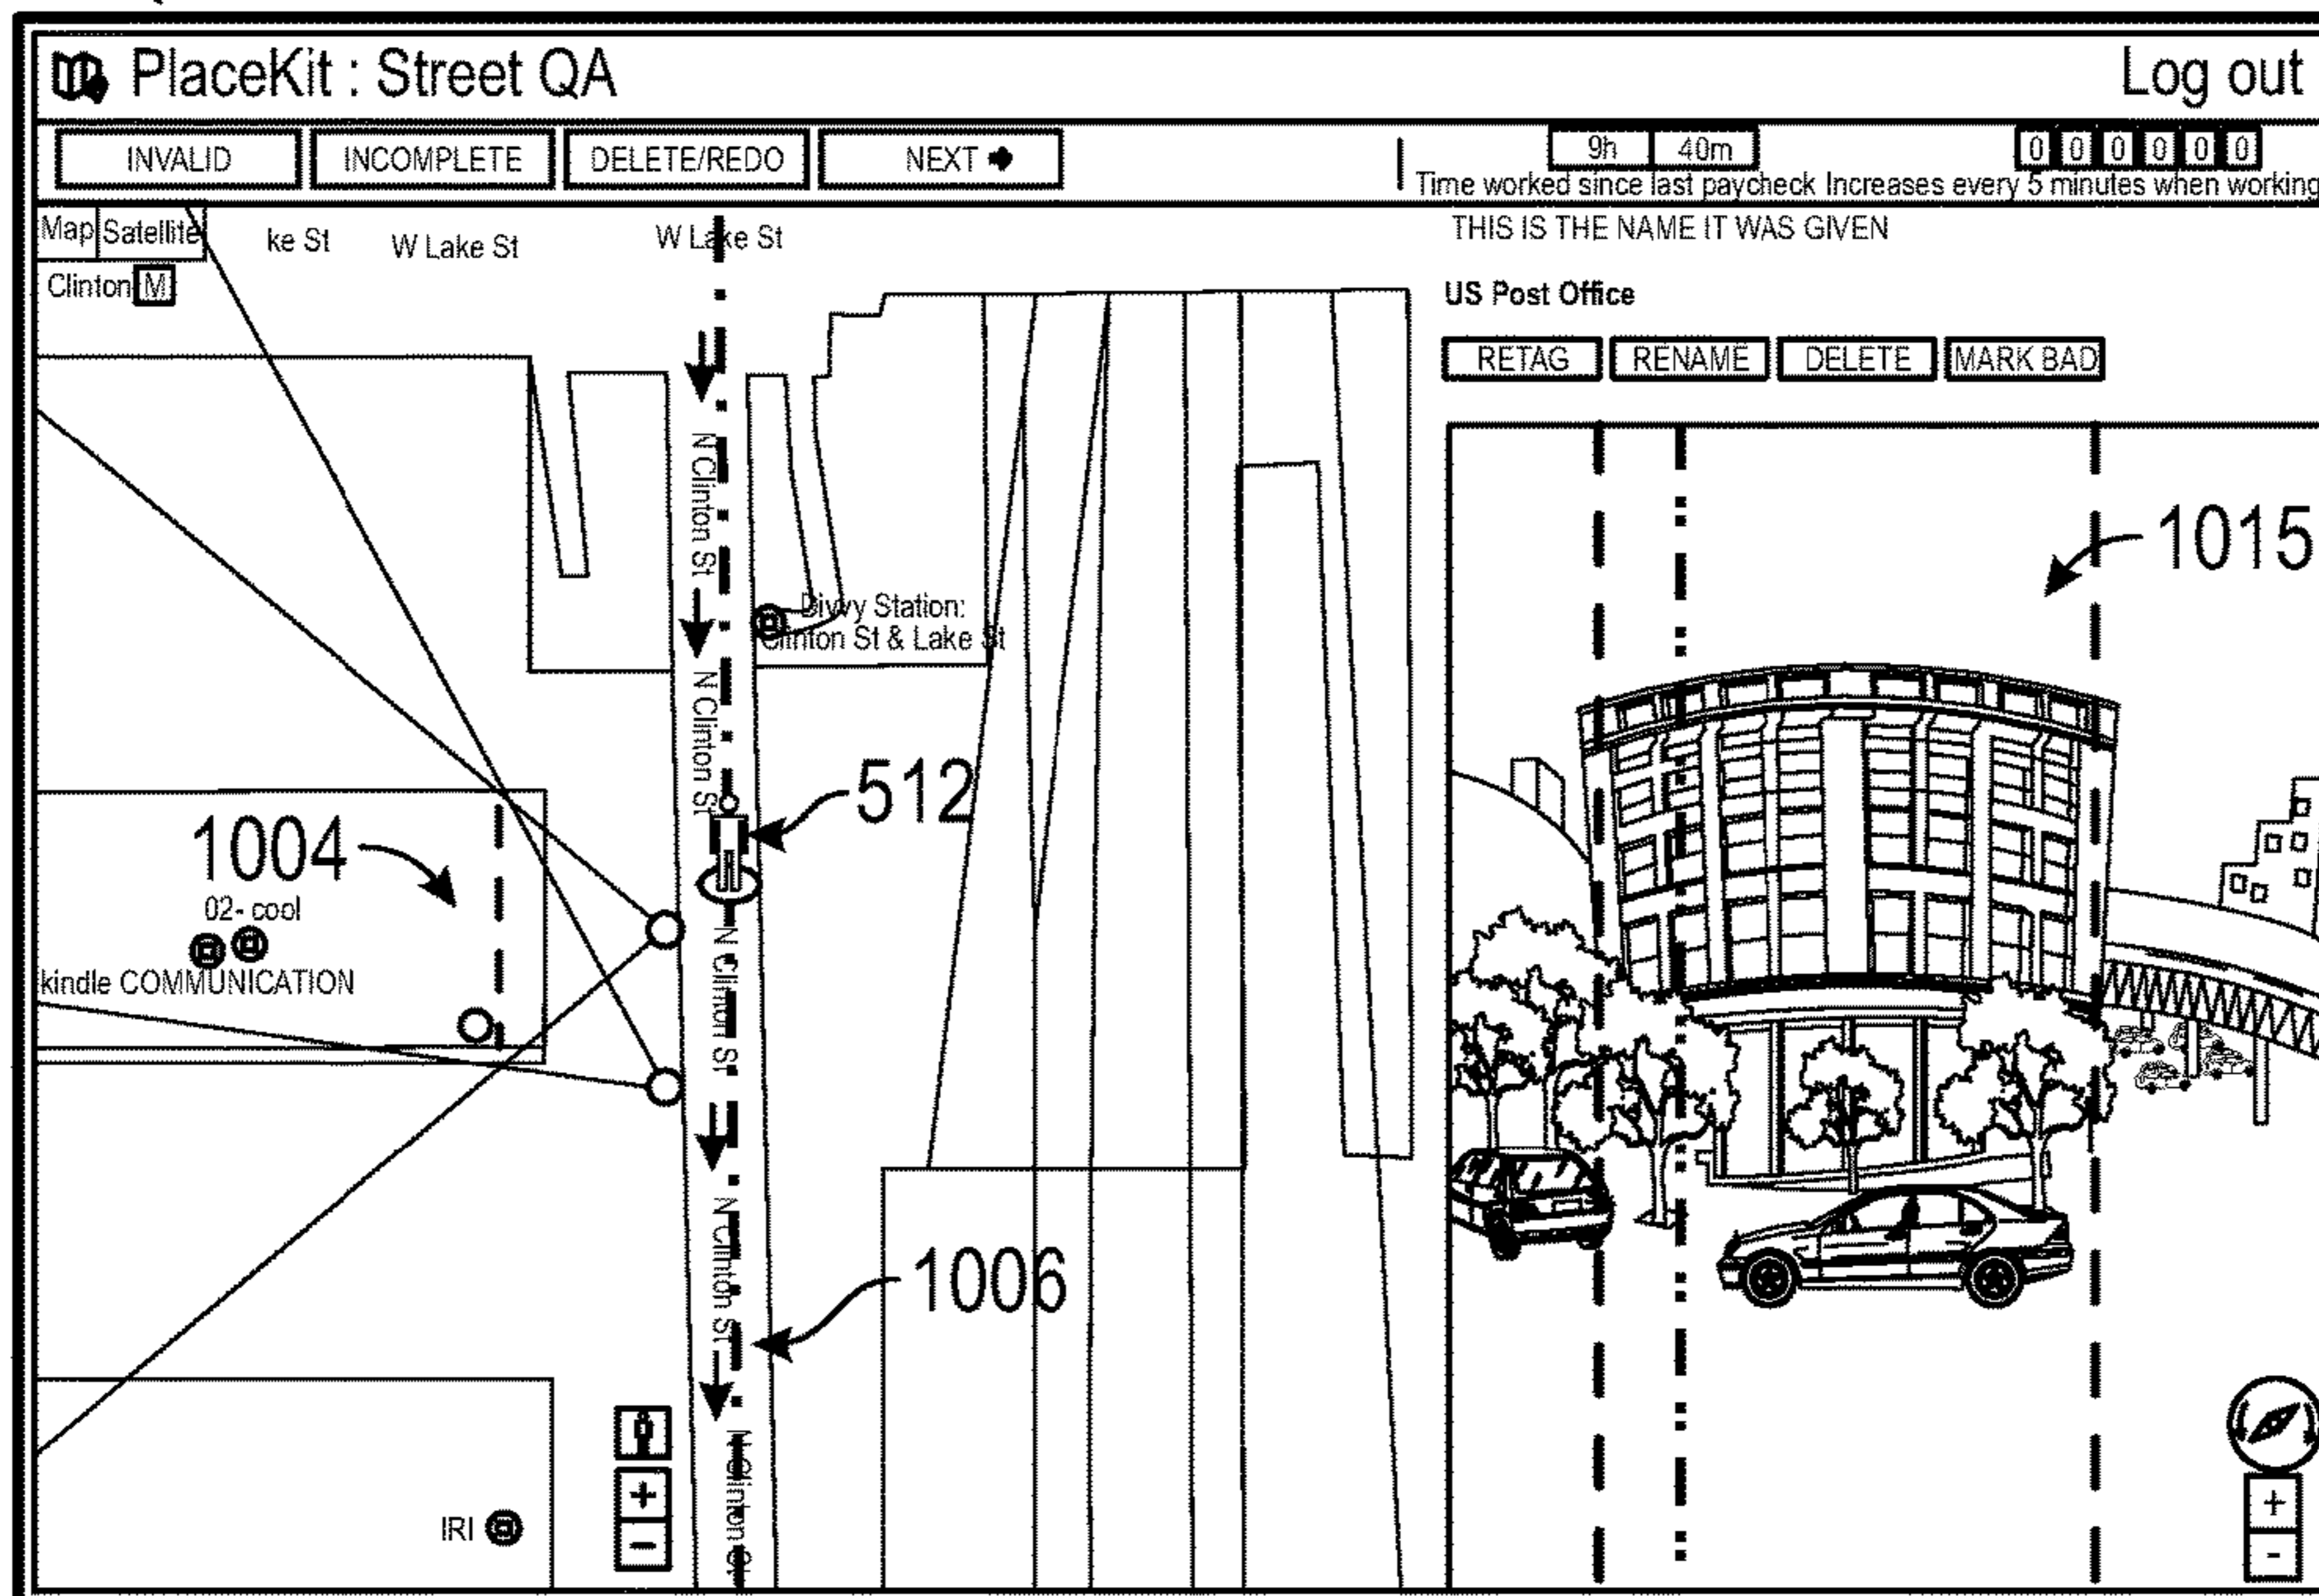 PlaceKit : Street QA
Log out
INVALID
INCOMPLETE
DELETE/REDO
NEXT
9h
40m
0 0 0 0 0 0
Time worked since last paycheck Increases every 5 minutes when working
Map
Satellite
ke St
W Lake St
W Lake St
Clinton M
THIS IS THE NAME IT WAS GIVEN
US Post Office
RETAG
RENAME
DELETE
MARK BAD
N Clinton St
1015
Divvy Station:
Clinton St & Lake St
N Clinton St
512
1004
02- cool
kindle COMMUNICATION
N Clinton St
N Clinton St
1006
N Clinton St
IRI
+
-
+
-